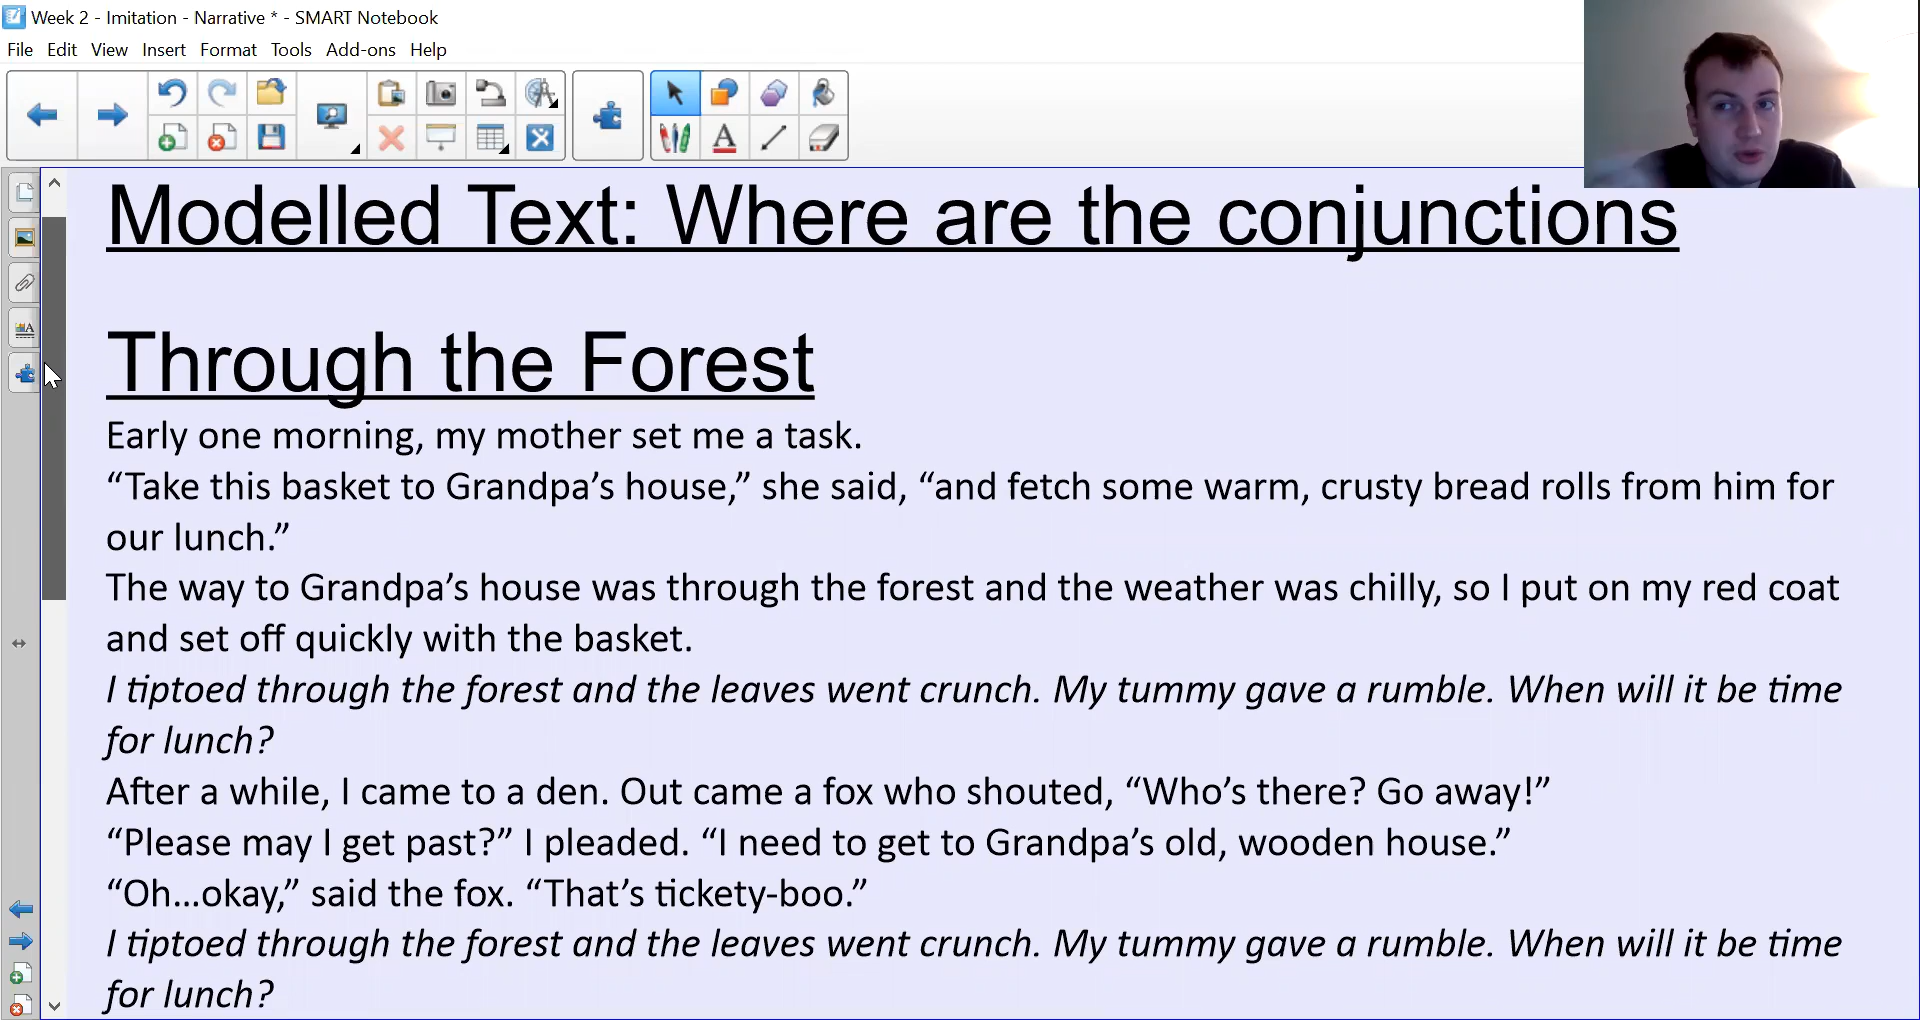 Week 2 - Imitation - Narrative * - SMART Notebook
File Edit View Insert Format Tools Add-ons Help
Modelled Text: Where are the conjunctions
Through the Forest
Early one morning, my mother set me a task.
“Take this basket to Grandpa’s house,” she said, “and fetch some warm, crusty bread rolls from him for
our lunch.”
The way to Grandpa’s house was through the forest and the weather was chilly, so I put on my red coat
and set off quickly with the basket.
I tiptoed through the forest and the leaves went crunch. My tummy gave a rumble. When will it be time
for lunch?
After a while, I came to a den. Out came a fox who shouted, “Who’s there? Go away!”
“Please may I get past?” I pleaded. “I need to get to Grandpa’s old, wooden house.”
“Oh…okay,” said the fox. “That’s tickety-boo.”
I tiptoed through the forest and the leaves went crunch. My tummy gave a rumble. When will it be time
for lunch?